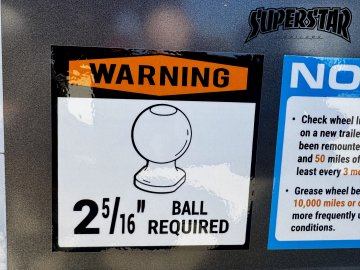 SUPERSTAR
WARNING
2 5/16" BALL
REQUIRED
NO
• Check wheel l
on a new traile
been remounte
and 50 miles of
least every 3 m
• Grease wheel be
10,000 miles or
more frequently
conditions.